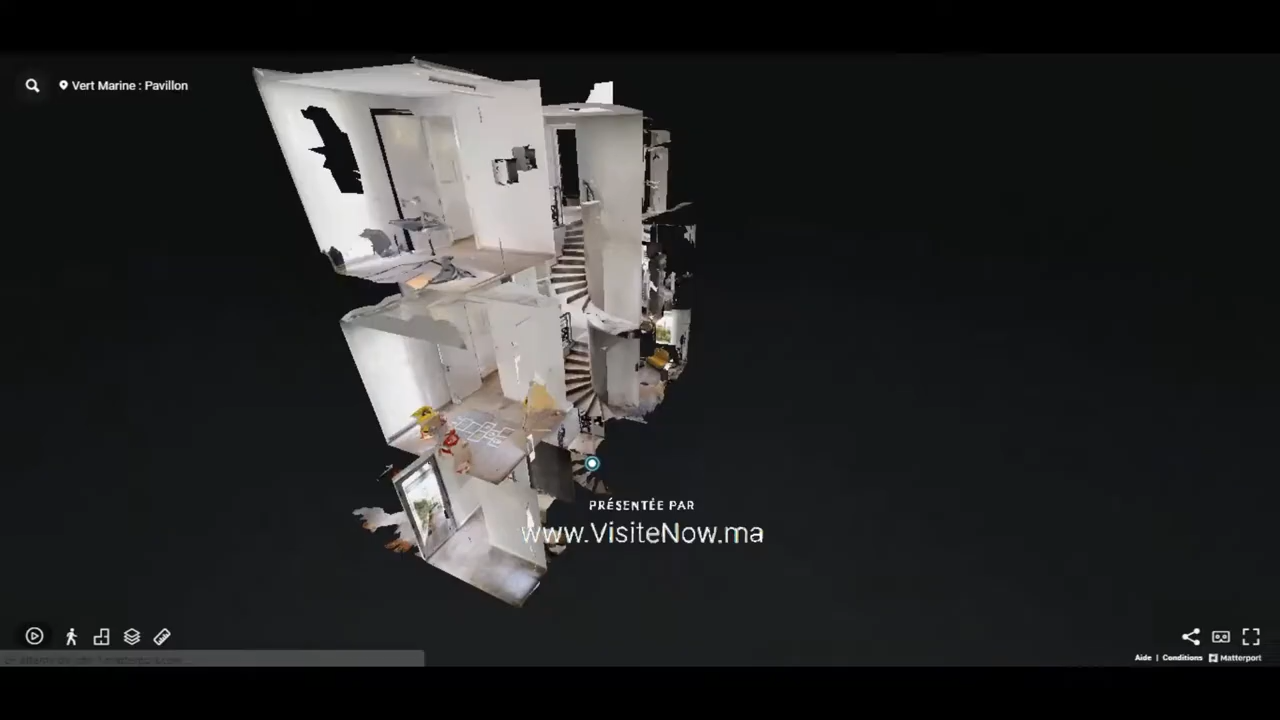 Vert Marine : Pavillon
PRÉSENTÉE PAR
www.VisiteNow.ma
Aide | Conditions Matterport